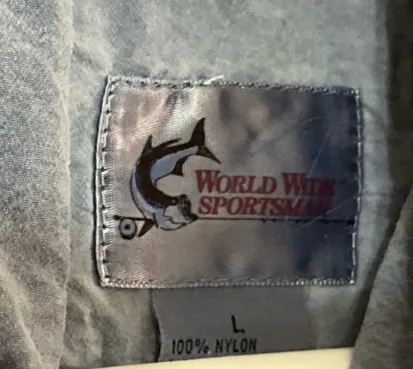 WORLD WIDE
SPORTSMAN
L
100% NYLON